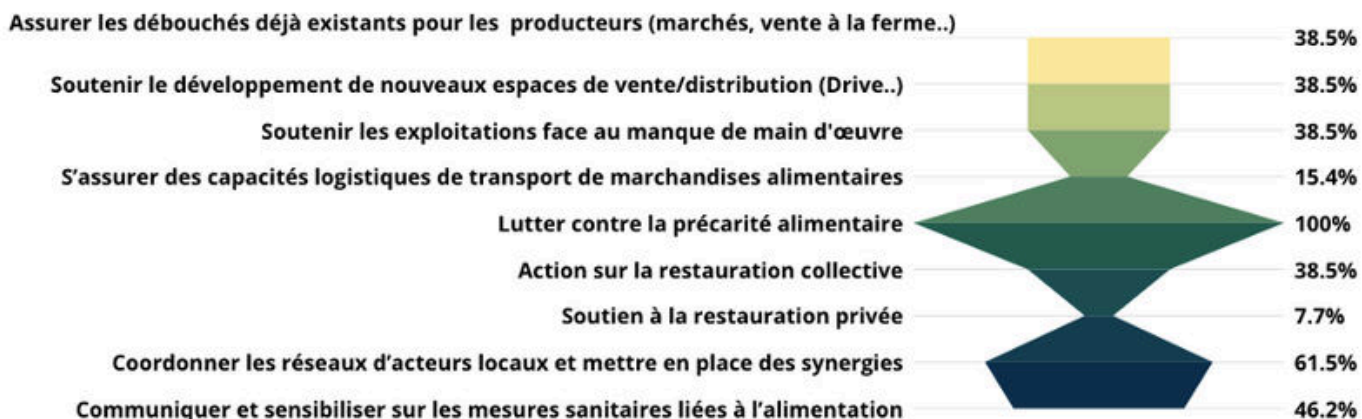 Assurer les débouchés déjà existants pour les producteurs (marchés, vente à la ferme..)
38.5%
Soutenir le développement de nouveaux espaces de vente/distribution (Drive..)
38.5%
Soutenir les exploitations face au manque de main d'œuvre
38.5%
S’assurer des capacités logistiques de transport de marchandises alimentaires
15.4%
Lutter contre la précarité alimentaire
100%
Action sur la restauration collective
38.5%
Soutien à la restauration privée
7.7%
Coordonner les réseaux d’acteurs locaux et mettre en place des synergies
61.5%
Communiquer et sensibiliser sur les mesures sanitaires liées à l’alimentation
46.2%